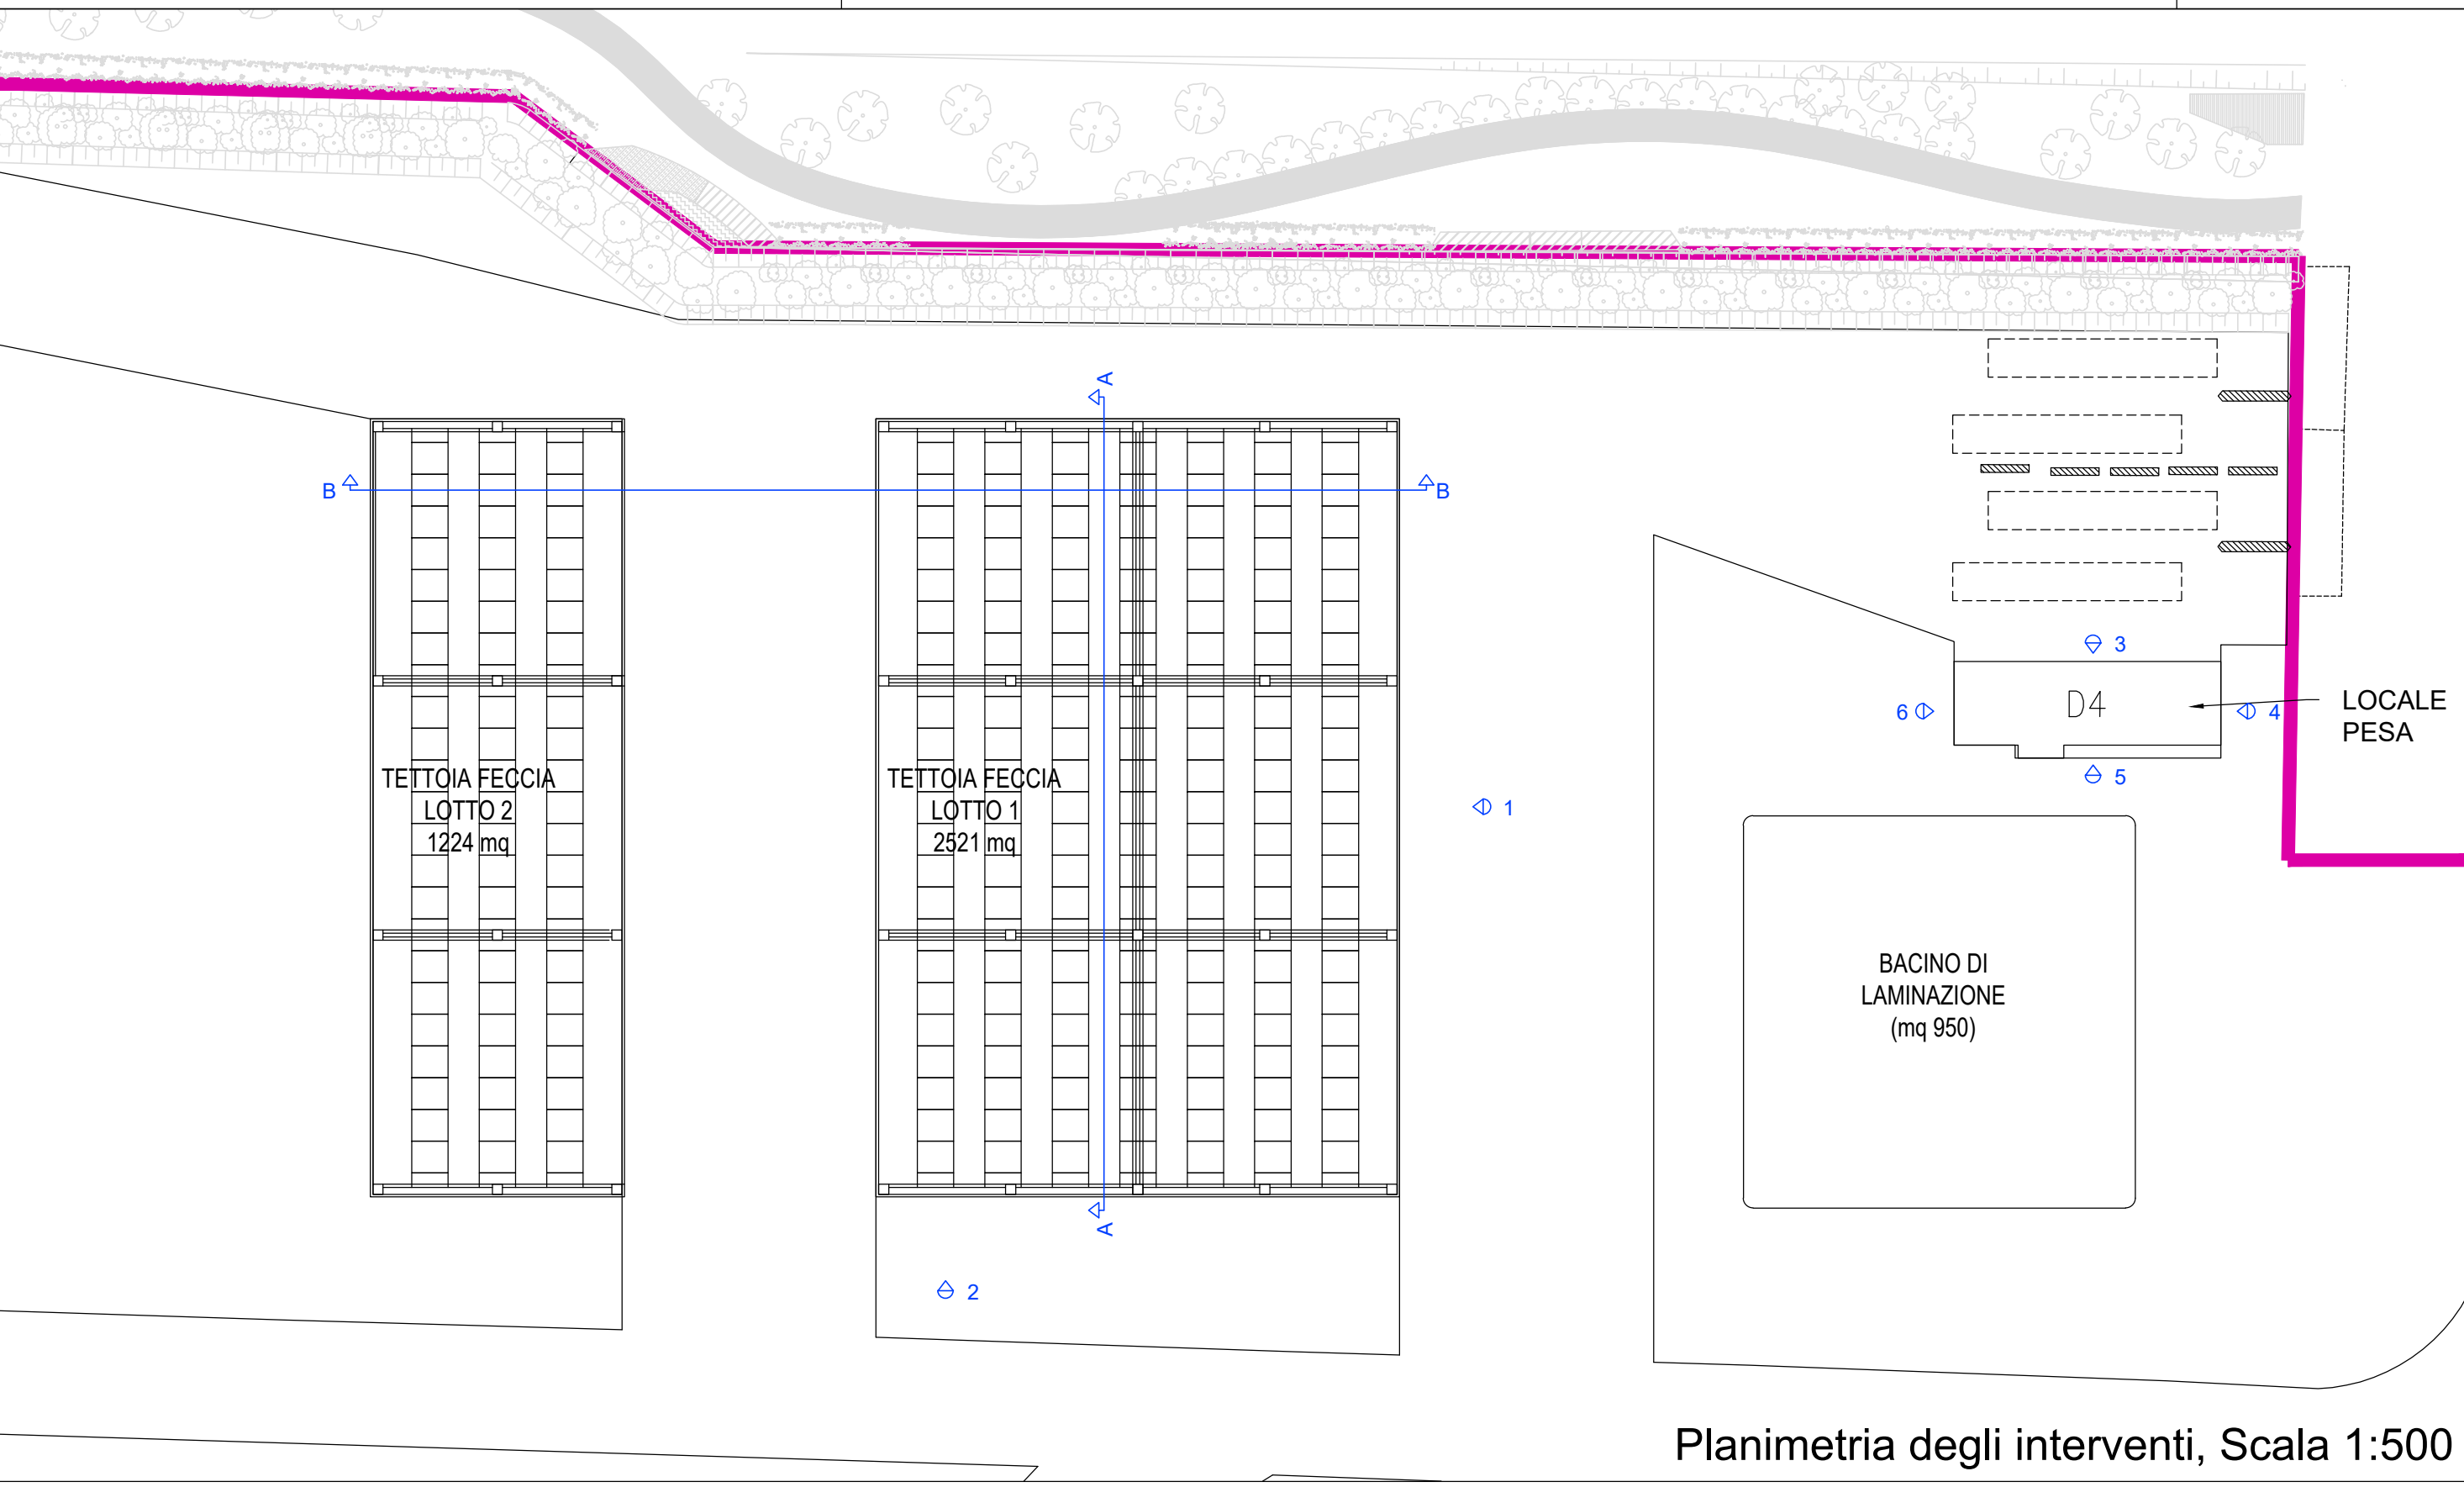 A
B
B
3
6
D4
4
LOCALE
PESA
TETTOIA FECCIA
LOTTO 2
1224 mq
TETTOIA FECCIA
LOTTO 1
2521 mq
1
5
BACINO DI
LAMINAZIONE
(mq 950)
A
2
Planimetria degli interventi, Scala 1:500